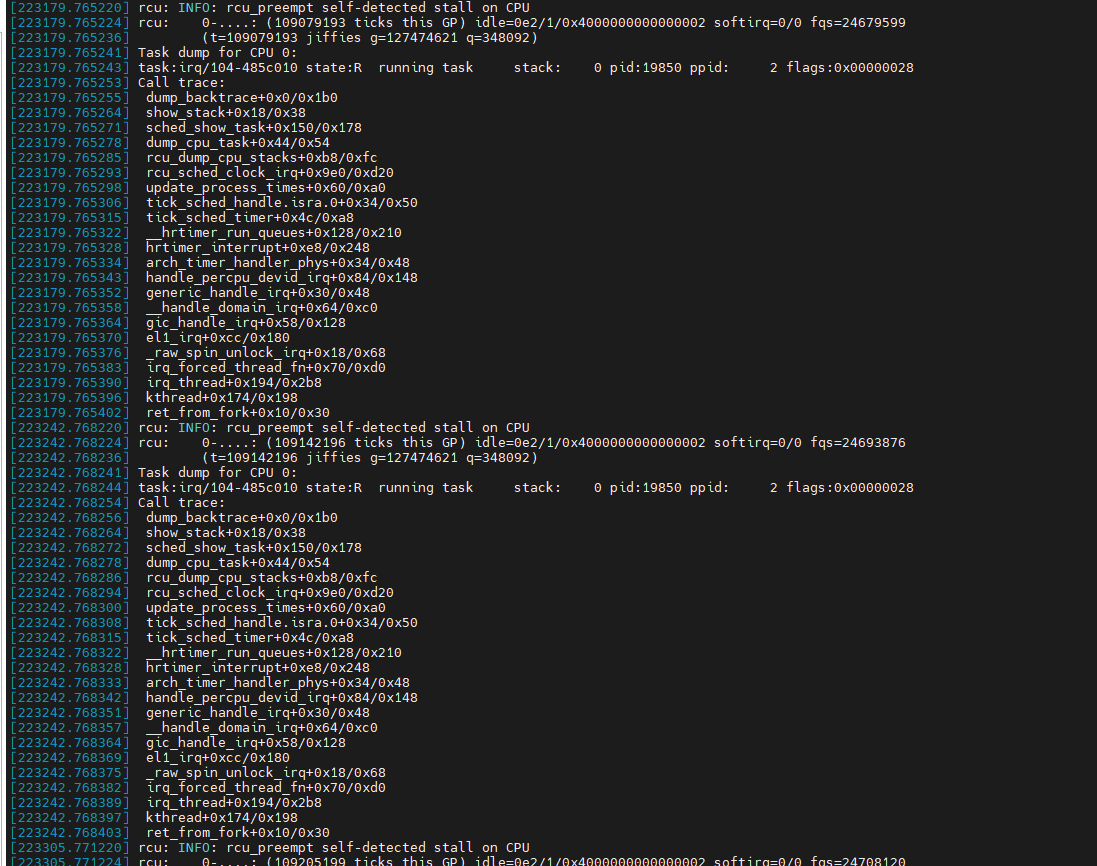 [223179.765220] rcu: INFO: rcu_preempt self-detected stall on CPU
[223179.765224] rcu:    0-....: (109079193 ticks this GP) idle=0e2/1/0x4000000000000002 softirq=0/0 fqs=24679599
[223179.765236]        (t=109079193 jiffies g=127474621 q=348092)
[223179.765241] Task dump for CPU 0:
[223179.765243] task:irq/104-485c010 state:R  running task     stack:    0 pid:19850 ppid:     2 flags:0x00000028
[223179.765253] Call trace:
[223179.765255]  dump_backtrace+0x0/0x1b0
[223179.765264]  show_stack+0x18/0x38
[223179.765271]  sched_show_task+0x150/0x178
[223179.765278]  dump_cpu_task+0x44/0x54
[223179.765285]  rcu_dump_cpu_stacks+0xb8/0xfc
[223179.765293]  rcu_sched_clock_irq+0x9e0/0xd20
[223179.765298]  update_process_times+0x60/0xa0
[223179.765306]  tick_sched_handle.isra.0+0x34/0x50
[223179.765315]  tick_sched_timer+0x4c/0xa8
[223179.765322]  __hrtimer_run_queues+0x128/0x210
[223179.765328]  hrtimer_interrupt+0xe8/0x248
[223179.765334]  arch_timer_handler_phys+0x34/0x48
[223179.765343]  handle_percpu_devid_irq+0x84/0x148
[223179.765352]  generic_handle_irq+0x30/0x48
[223179.765358]  __handle_domain_irq+0x64/0xc0
[223179.765364]  gic_handle_irq+0x58/0x128
[223179.765370]  el1_irq+0xcc/0x180
[223179.765376]  _raw_spin_unlock_irq+0x18/0x68
[223179.765383]  irq_forced_thread_fn+0x70/0xd0
[223179.765390]  irq_thread+0x194/0x2b8
[223179.765396]  kthread+0x174/0x198
[223179.765402]  ret_from_fork+0x10/0x30
[223242.768220] rcu: INFO: rcu_preempt self-detected stall on CPU
[223242.768224] rcu:    0-....: (109142196 ticks this GP) idle=0e2/1/0x4000000000000002 softirq=0/0 fqs=24693876
[223242.768236]        (t=109142196 jiffies g=127474621 q=348092)
[223242.768241] Task dump for CPU 0:
[223242.768244] task:irq/104-485c010 state:R  running task     stack:    0 pid:19850 ppid:     2 flags:0x00000028
[223242.768254] Call trace:
[223242.768256]  dump_backtrace+0x0/0x1b0
[223242.768264]  show_stack+0x18/0x38
[223242.768272]  sched_show_task+0x150/0x178
[223242.768278]  dump_cpu_task+0x44/0x54
[223242.768286]  rcu_dump_cpu_stacks+0xb8/0xfc
[223242.768294]  rcu_sched_clock_irq+0x9e0/0xd20
[223242.768300]  update_process_times+0x60/0xa0
[223242.768308]  tick_sched_handle.isra.0+0x34/0x50
[223242.768315]  tick_sched_timer+0x4c/0xa8
[223242.768322]  __hrtimer_run_queues+0x128/0x210
[223242.768328]  hrtimer_interrupt+0xe8/0x248
[223242.768333]  arch_timer_handler_phys+0x34/0x48
[223242.768342]  handle_percpu_devid_irq+0x84/0x148
[223242.768351]  generic_handle_irq+0x30/0x48
[223242.768357]  __handle_domain_irq+0x64/0xc0
[223242.768364]  gic_handle_irq+0x58/0x128
[223242.768369]  el1_irq+0xcc/0x180
[223242.768375]  _raw_spin_unlock_irq+0x18/0x68
[223242.768382]  irq_forced_thread_fn+0x70/0xd0
[223242.768389]  irq_thread+0x194/0x2b8
[223242.768397]  kthread+0x174/0x198
[223242.768403]  ret_from_fork+0x10/0x30
[223305.771220] rcu: INFO: rcu_preempt self-detected stall on CPU
[223305.771224] rcu:    0-....: (109205199 ticks this GP) idle=0e2/1/0x4000000000000002 softirq=0/0 fqs=24708120